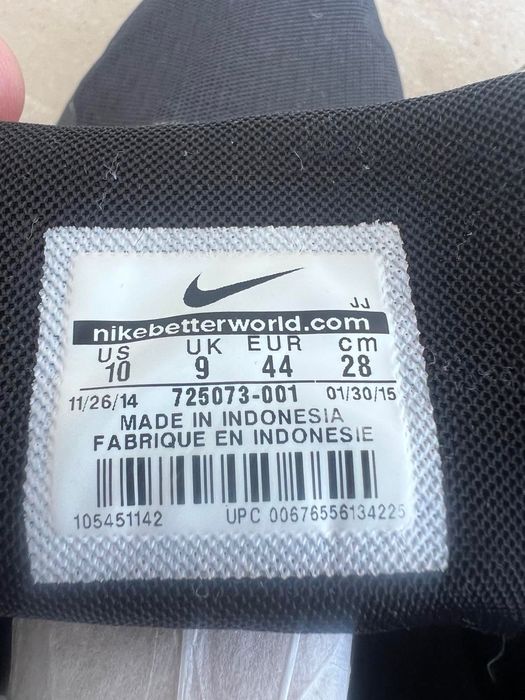 JJ
nikebetterworld.com
US UK EUR cm
10 9 44 28
11/26/14 725073-001 01/30/15
MADE IN INDONESIA
FABRIQUE EN INDONESIE
105451142 UPC 00676556134225